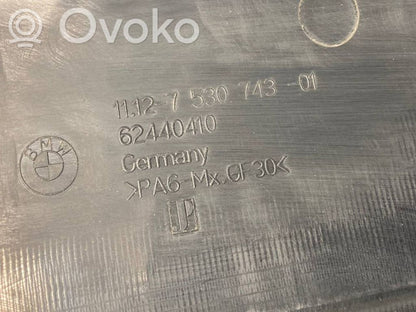 Ovoko
11.12 7 530 743 -01
62440410
BMW
Germany
>PA6-Mx.GF30<